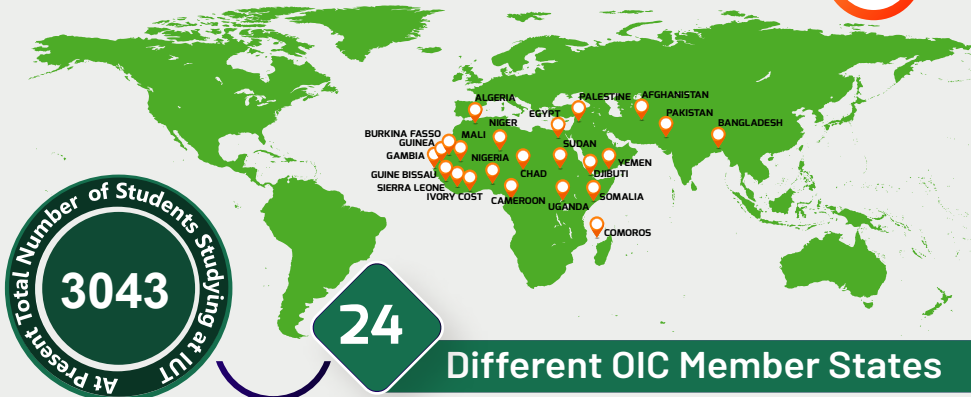 ALGERIA
PALESTINE
AFGHANISTAN
EGYPT
PAKISTAN
NIGER
BANGLADESH
BURKINA FASSO
MALI
GUINEA
SUDAN
GAMBIA
NIGERIA
YEMEN
GUINE BISSAU
CHAD
DJIBUTI
SIERRA LEONE
IVORY COST
CAMEROON
UGANDA
SOMALIA
COMOROS
At Present Total Number of Students Studying at IUT
3043
24
Different OIC Member States